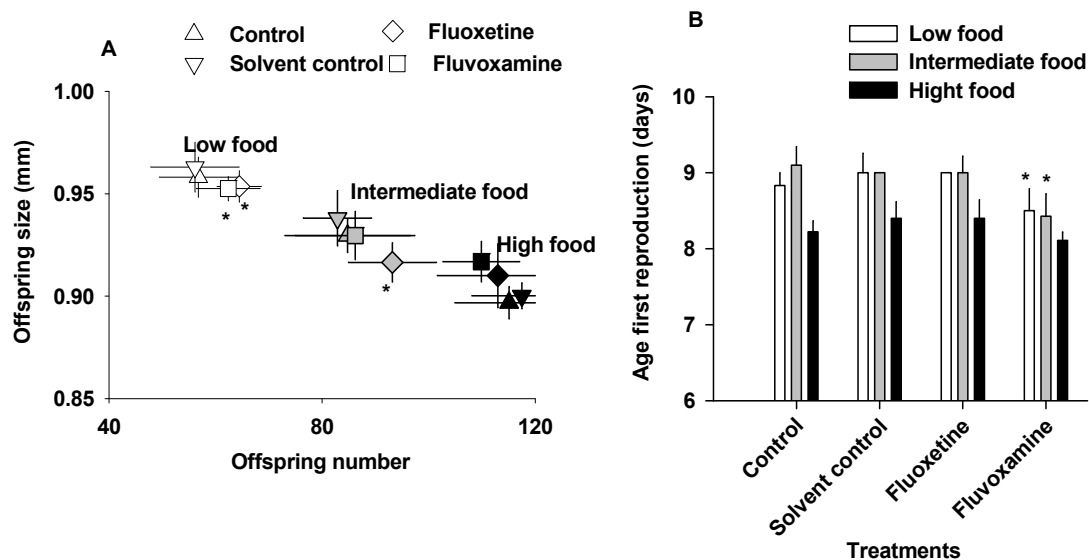 A
Control
Fluoxetine
Solvent control
Fluvoxamine
1.00
0.95
0.90
0.85
Offspring size (mm)
Low food
*
*
Intermediate food
*
High food
40
80
120
Offspring number
B
Low food
Intermediate food
Hight food
10
9
8
7
6
Age first reproduction (days)
* *
Control
Solvent control
Fluoxetine
Fluvoxamine
Treatments